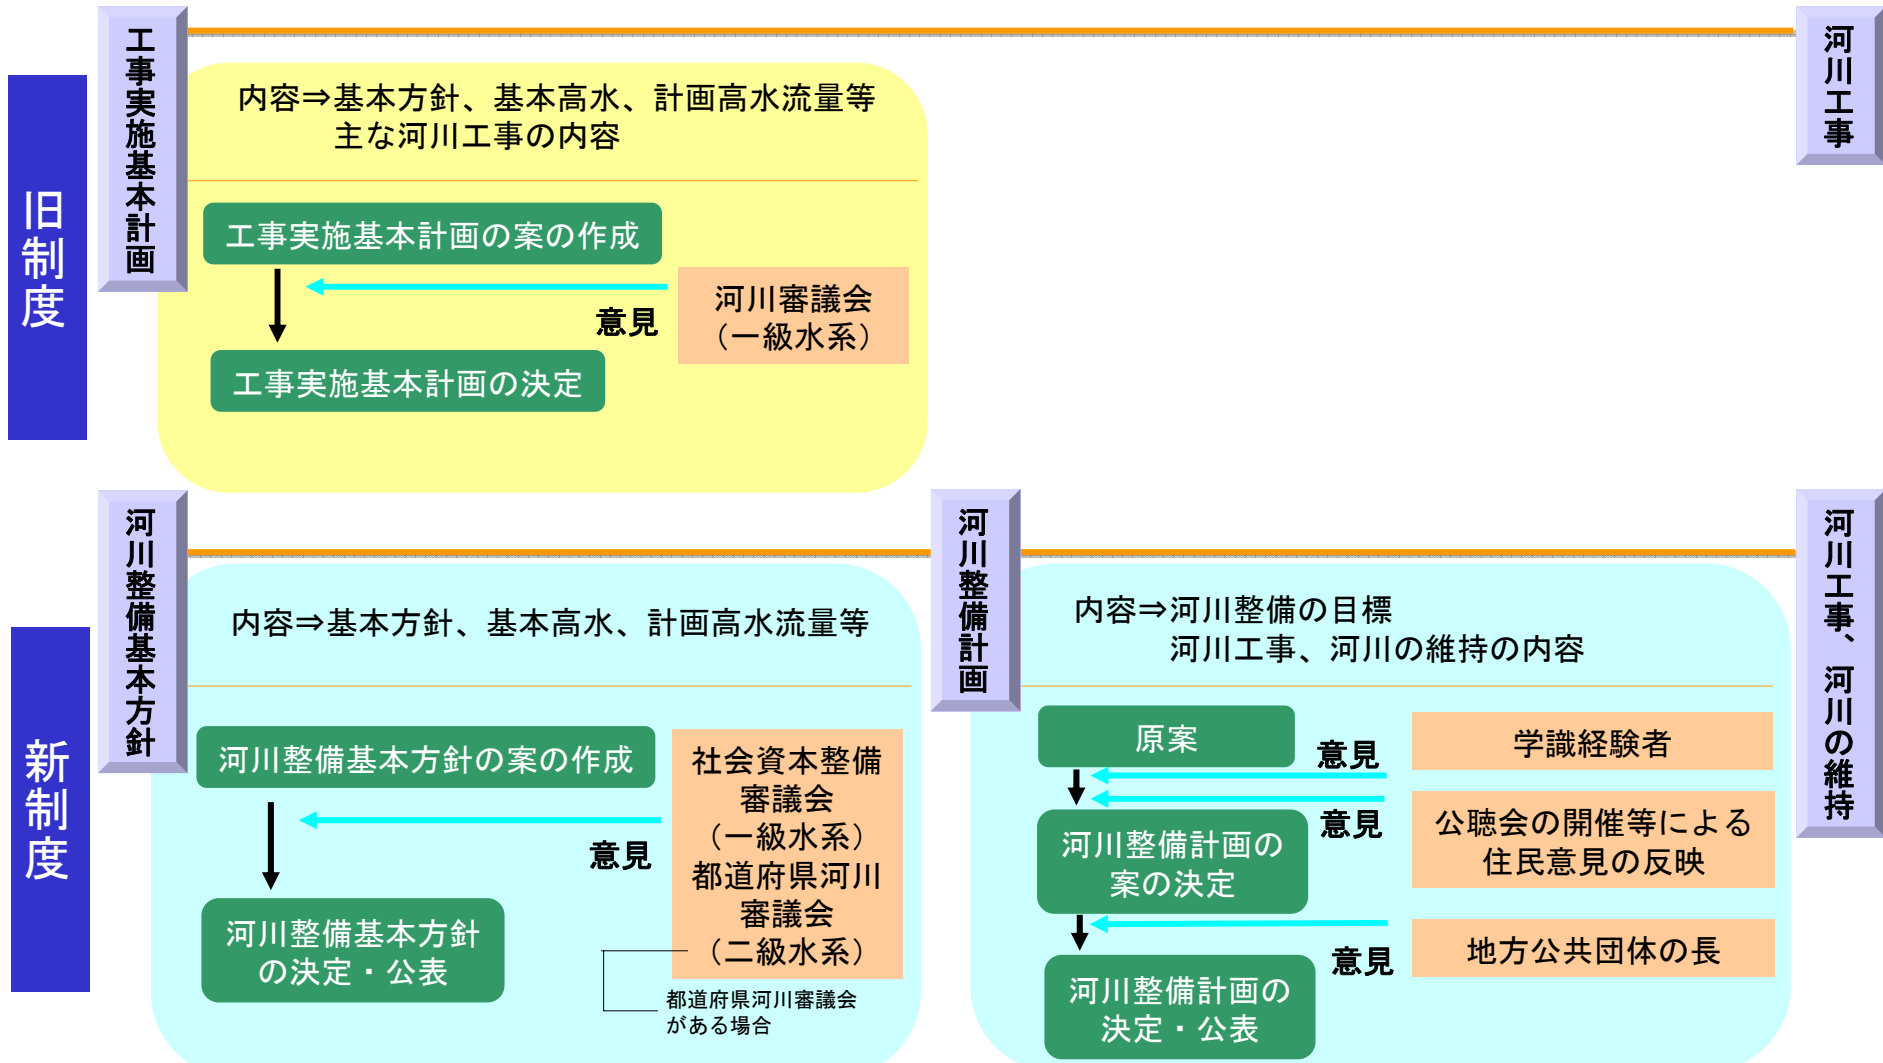 旧制度
工事実施基本計画
河川工事
内容⇒基本方針、基本高水、計画高水流量等
主な河川工事の内容
工事実施基本計画の案の作成
意見
河川審議会
（一級水系）
工事実施基本計画の決定
新制度
河川整備基本方針
河川整備計画
河川工事、河川の維持
内容⇒基本方針、基本高水、計画高水流量等
河川整備基本方針の案の作成
意見
社会資本整備
審議会
（一級水系）
都道府県河川
審議会
（二級水系）
河川整備基本方針
の決定・公表
都道府県河川審議会
がある場合
内容⇒河川整備の目標
河川工事、河川の維持の内容
原案
意見
学識経験者
意見
公聴会の開催等による
住民意見の反映
河川整備計画の
案の決定
意見
地方公共団体の長
河川整備計画の
決定・公表